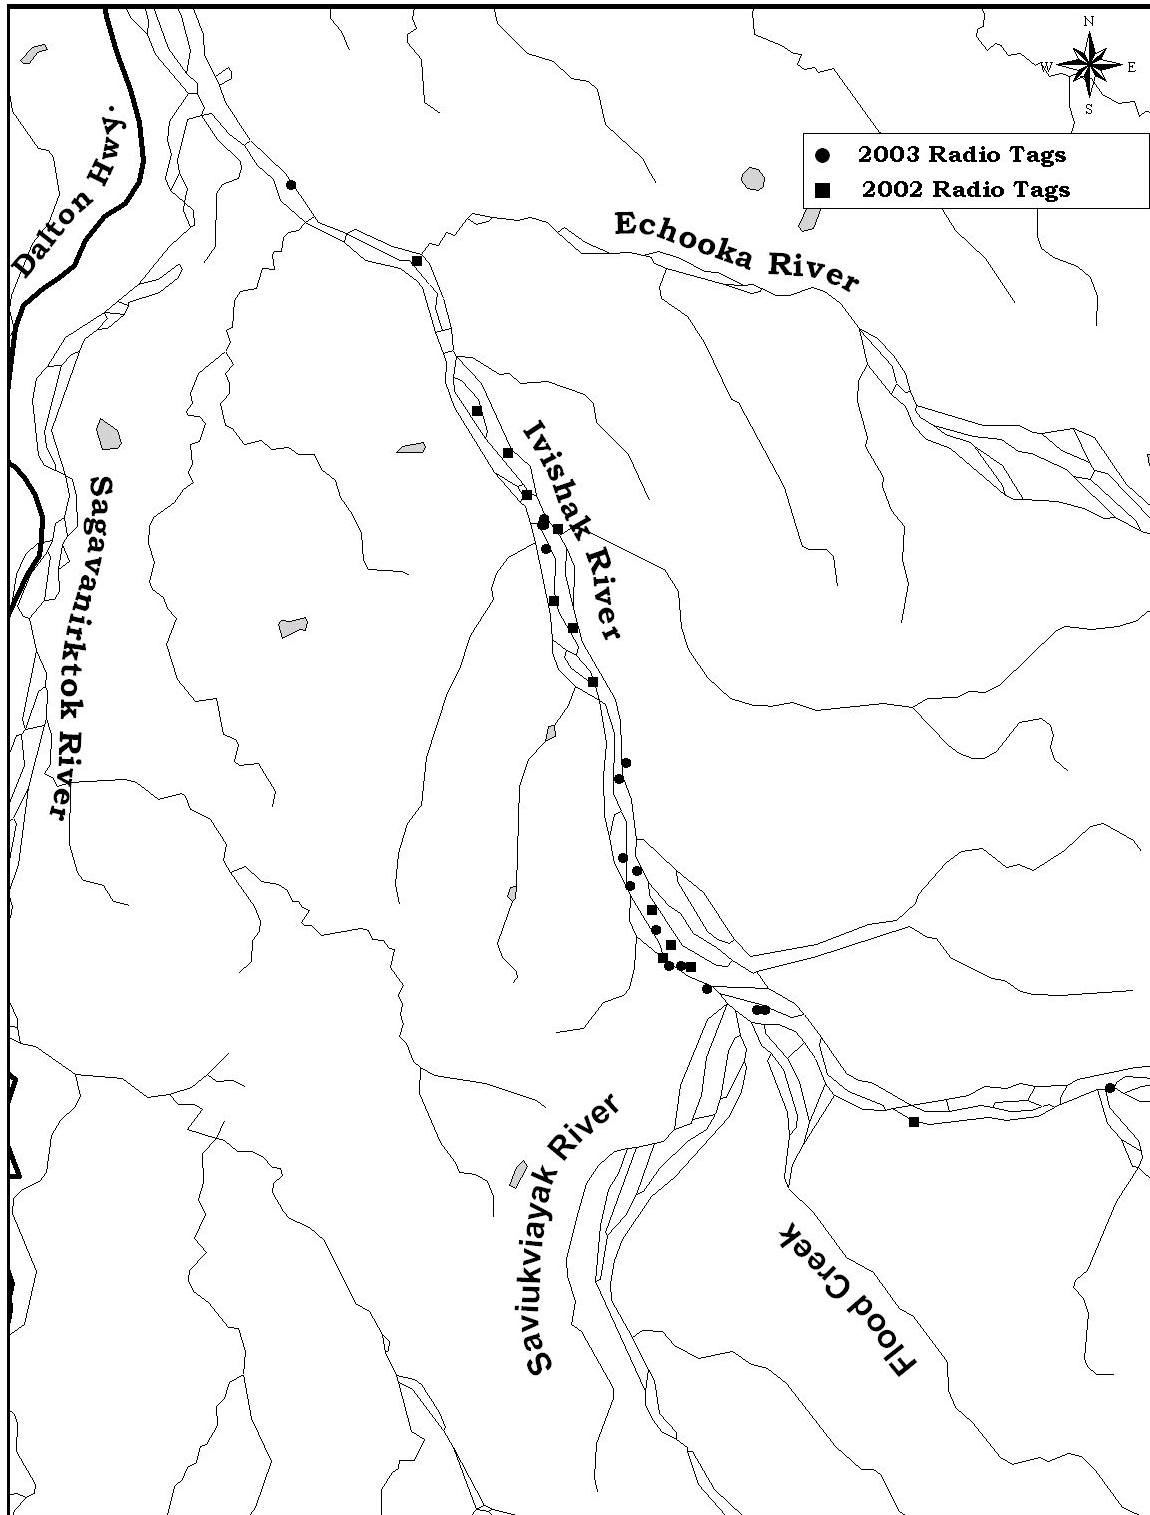 N
W E
S
2003 Radio Tags
2002 Radio Tags
Dalton Hwy.
Echooka River
Ivishak River
Sagavanirktok River
Saviukviayak River
Flood Creek